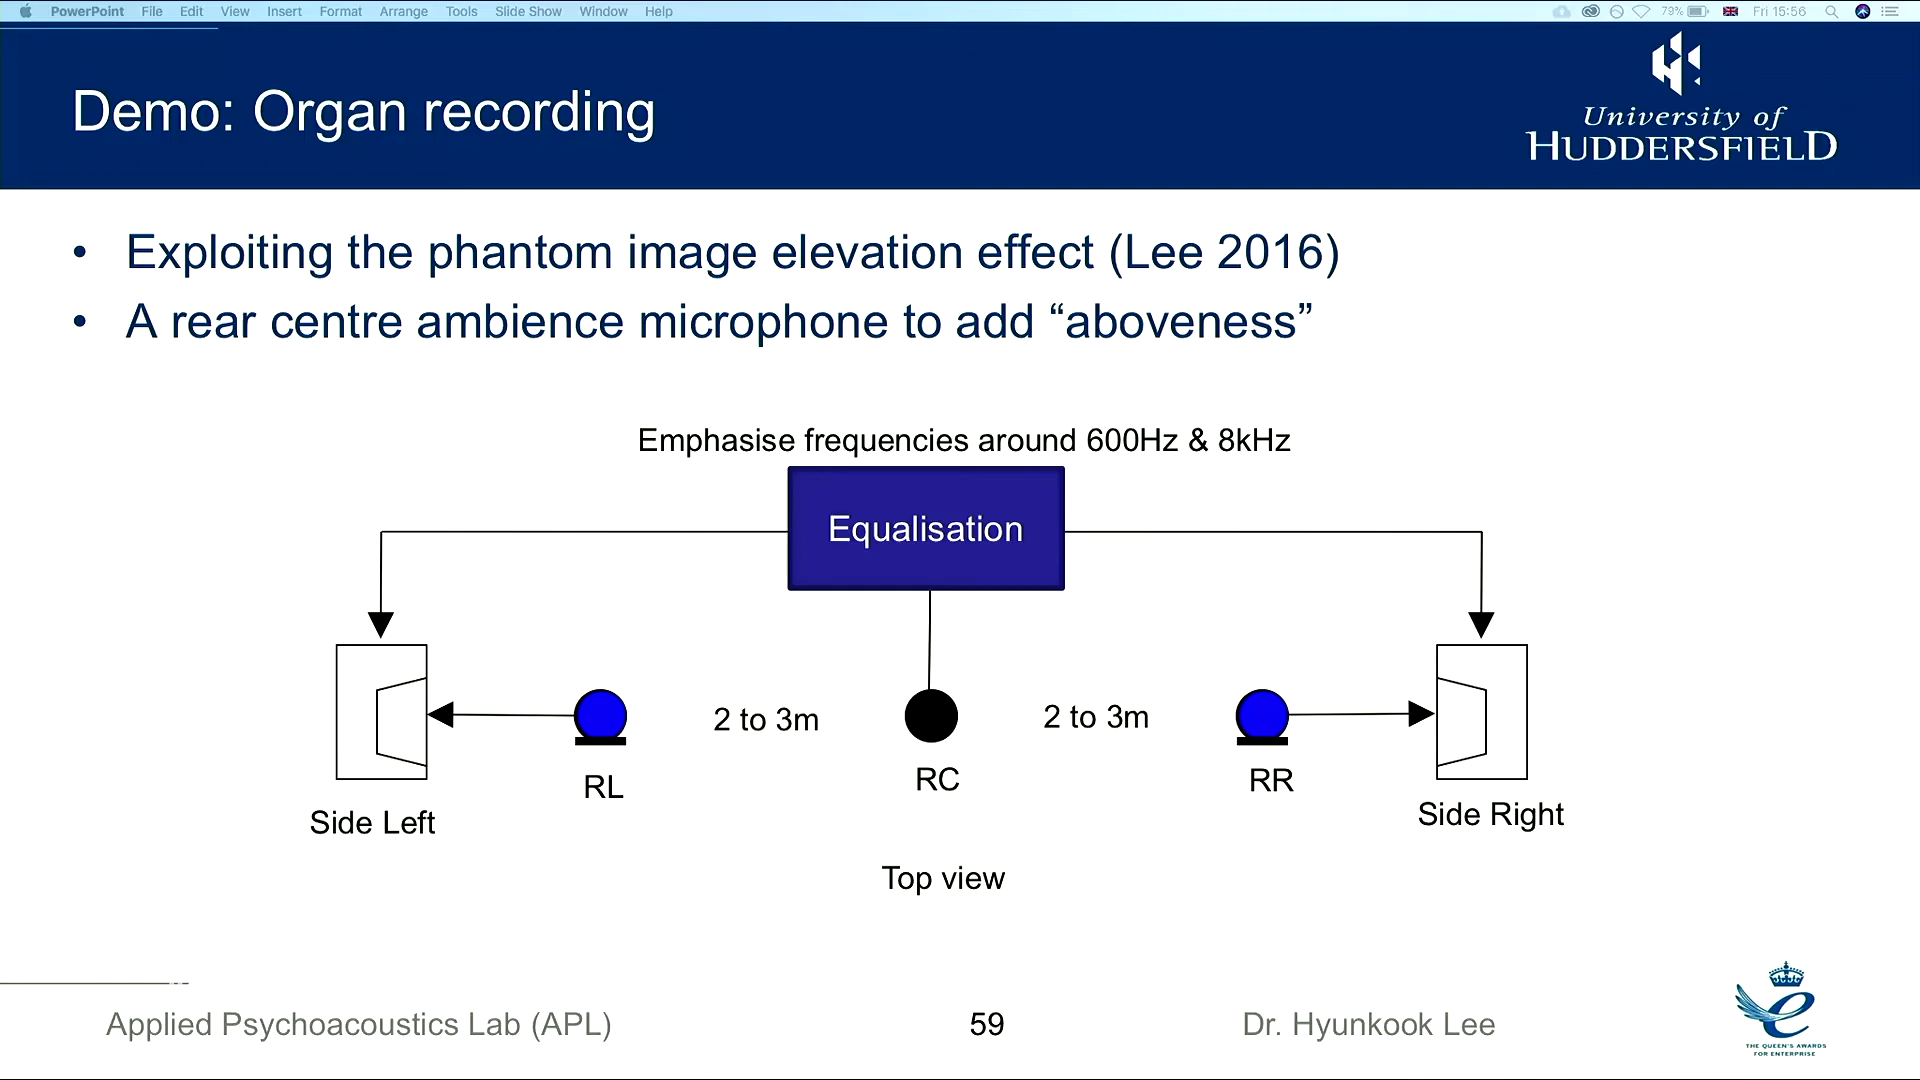 PowerPoint File Edit View Insert Format Arrange Tools Slide Show Window Help 79% Fri 15:56
Demo: Organ recording
University of
HUDDERSFIELD
• Exploiting the phantom image elevation effect (Lee 2016)
• A rear centre ambience microphone to add “aboveness”
Emphasise frequencies around 600Hz & 8kHz
Equalisation
2 to 3m
2 to 3m
RL
RC
RR
Side Left
Side Right
Top view
Applied Psychoacoustics Lab (APL)
59
Dr. Hyunkook Lee
THE QUEEN'S AWARDS
FOR ENTERPRISE